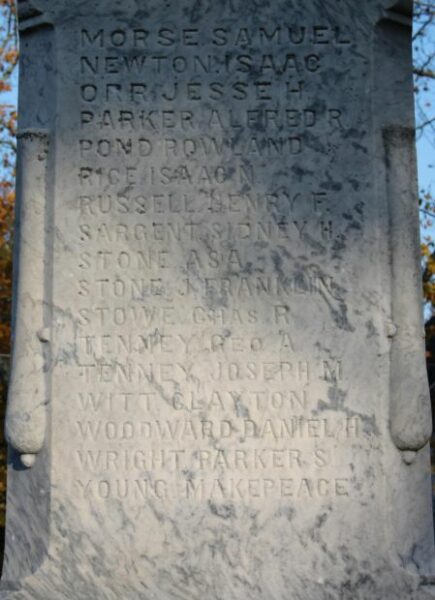 MORSE SAMUEL
NEWTON, ISAAC
ORR JESSE H.
PARKER ALFRED R.
POND ROWLAND
RICE ISAAC N.
RUSSELL, HENRY F.
SARGENT SIDNEY H.
STONE ASA
STONE J. FRANKLIN
STOWE CHAS R.
TENNEY, GEO. A.
TENNEY, JOSEPH M.
WITT CLAYTON
WOODWARD DANIEL H.
WRIGHT PARKER S.
YOUNG MAKEPEACE